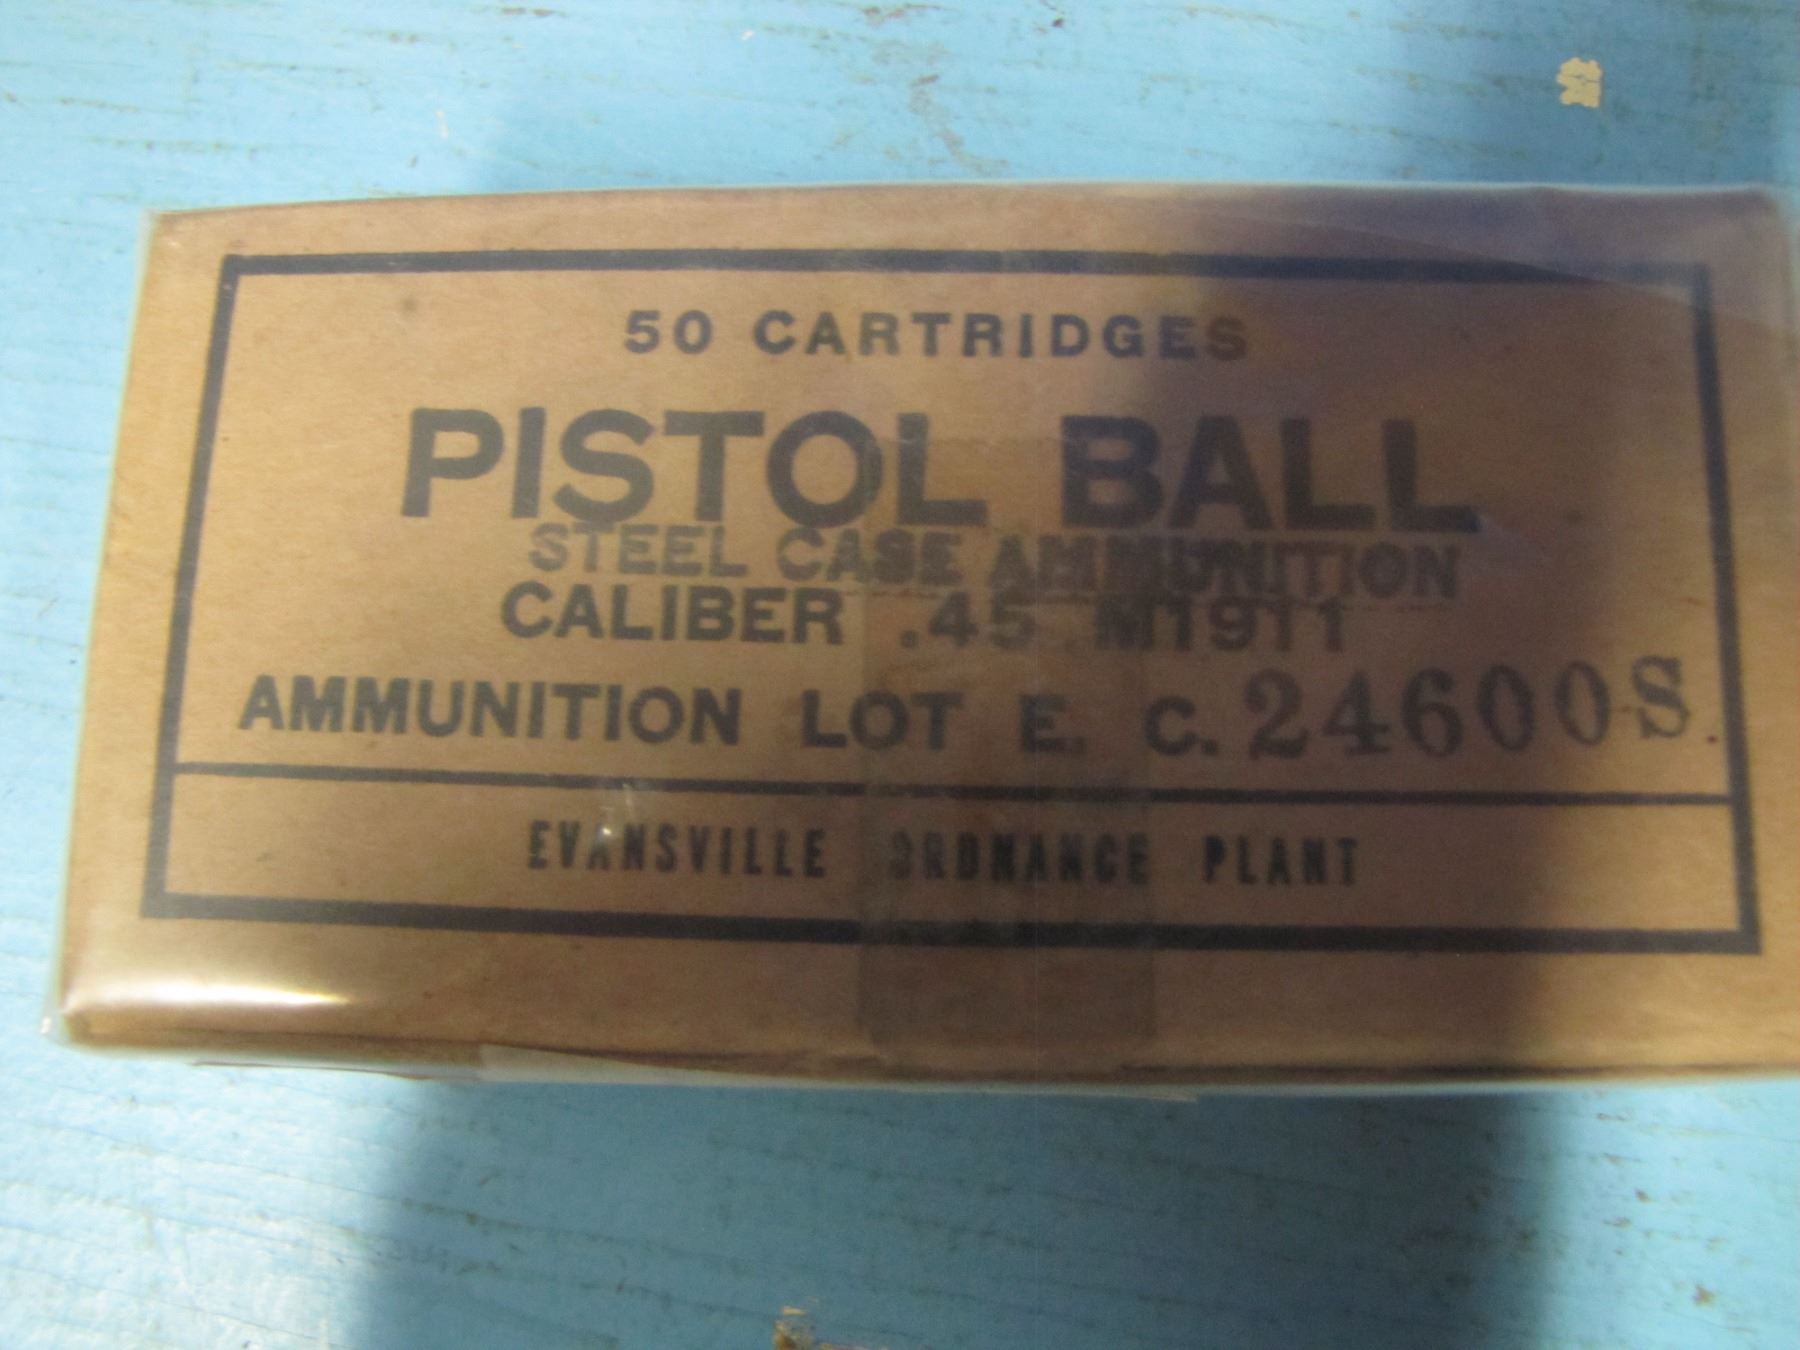 50 CARTRIDGES
PISTOL BALL
STEEL CASE AMMUNITION
CALIBER .45 M1911
AMMUNITION LOT E. C. 24600S
EVANSVILLE ORDNANCE PLANT